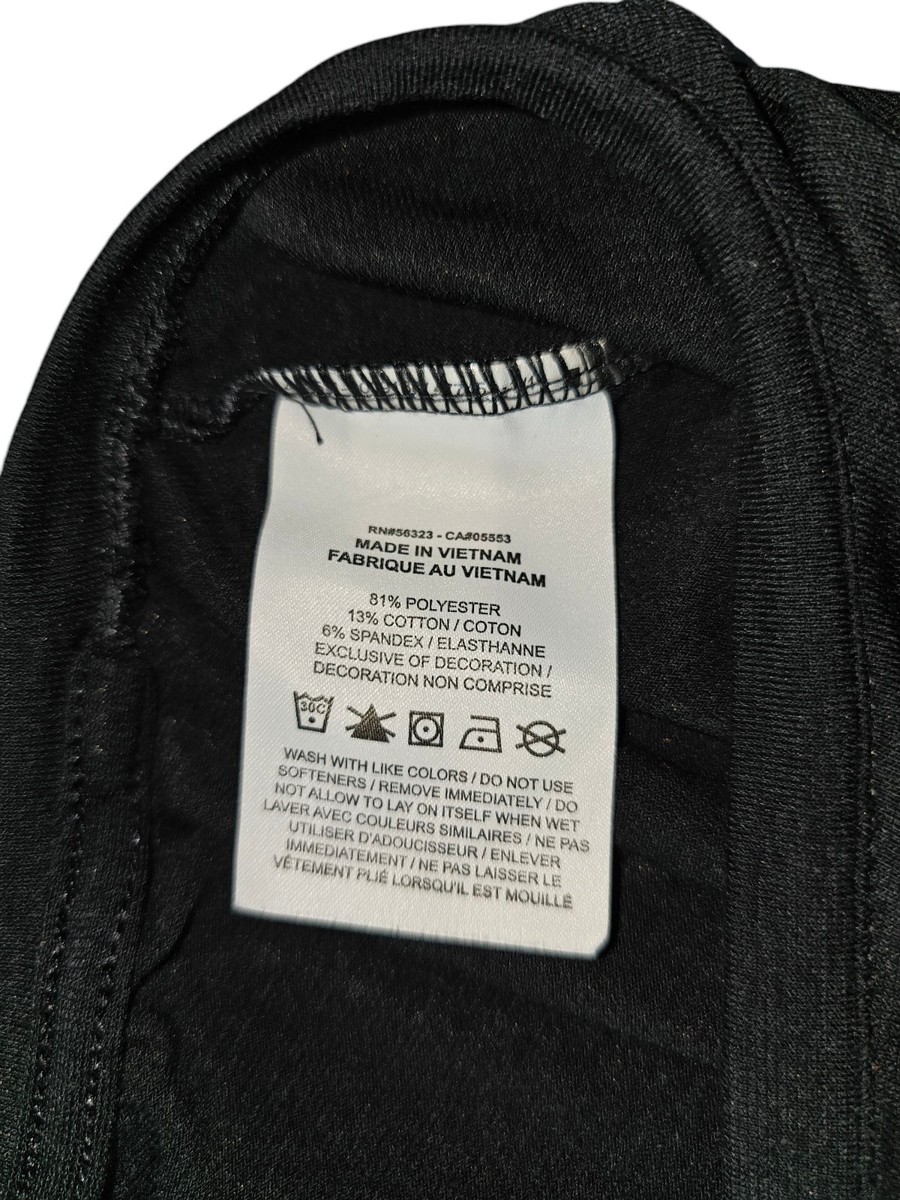 RN#56323 - CA#05553
MADE IN VIETNAM
FABRIQUE AU VIETNAM
81% POLYESTER
13% COTTON / COTON
6% SPANDEX / ELASTHANNE
EXCLUSIVE OF DECORATION /
DECORATION NON COMPRISE
30C
WASH WITH LIKE COLORS / DO NOT USE
SOFTENERS / REMOVE IMMEDIATELY / DO
NOT ALLOW TO LAY ON ITSELF WHEN WET
LAVER AVEC COULEURS SIMILAIRES / NE PAS
UTILISER D'ADOUCISSEUR / ENLEVER
IMMEDIATEMENT / NE PAS LAISSER LE
VÊTEMENT PLIÉ LORSQU'IL EST MOUILLÉ